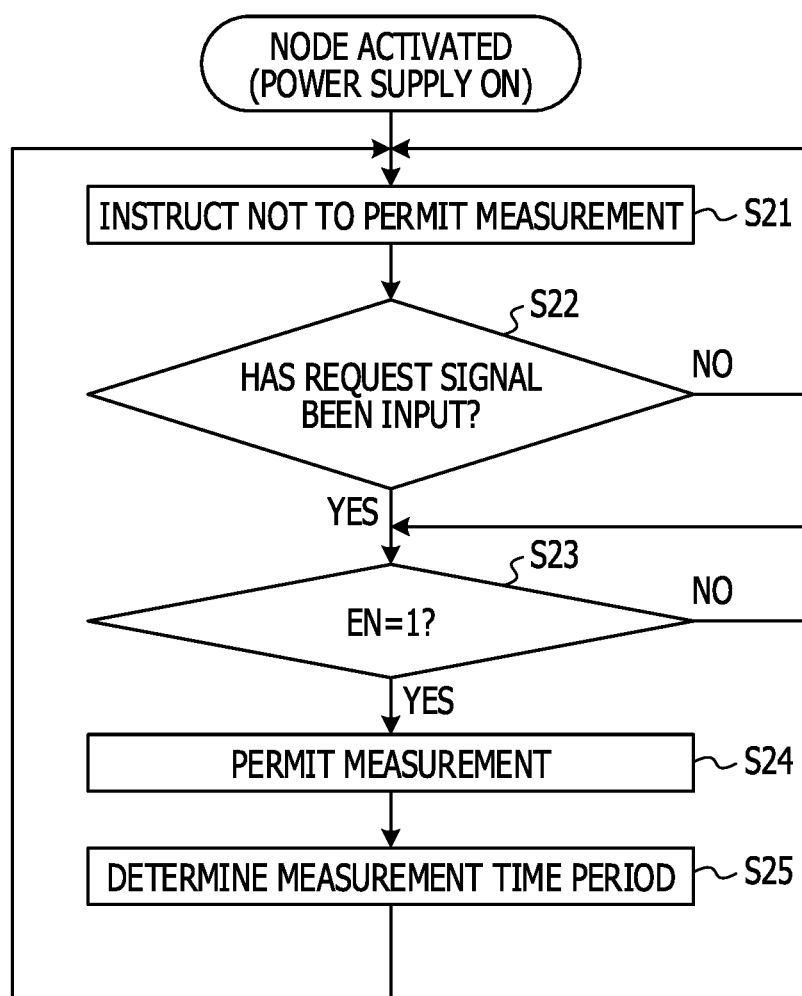 NODE ACTIVATED
(POWER SUPPLY ON)
INSTRUCT NOT TO PERMIT MEASUREMENT
S21
S22
HAS REQUEST SIGNAL
BEEN INPUT?
NO
YES
S23
EN=1?
NO
YES
PERMIT MEASUREMENT
S24
DETERMINE MEASUREMENT TIME PERIOD
S25